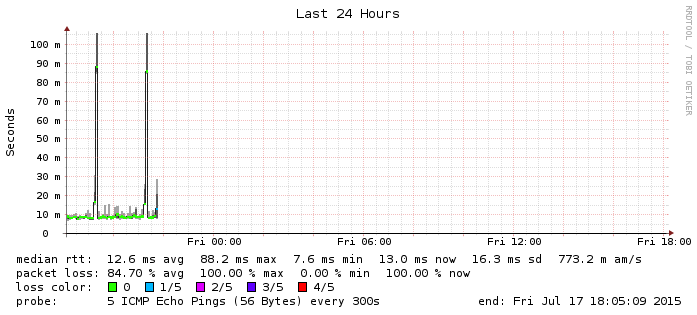 Last 24 Hours
RRDTOOL / TOBI OETIKER
Seconds
100 m
90 m
80 m
70 m
60 m
50 m
40 m
30 m
20 m
10 m
0
Fri 00:00 Fri 06:00 Fri 12:00 Fri 18:00
median rtt: 12.6 ms avg 88.2 ms max 7.6 ms min 13.0 ms now 16.3 ms sd 773.2 m am/s
packet loss: 84.70 % avg 100.00 % max 0.00 % min 100.00 % now
loss color: 0 1/5 2/5 3/5 4/5
probe: 5 ICMP Echo Pings (56 Bytes) every 300s end: Fri Jul 17 18:05:09 2015